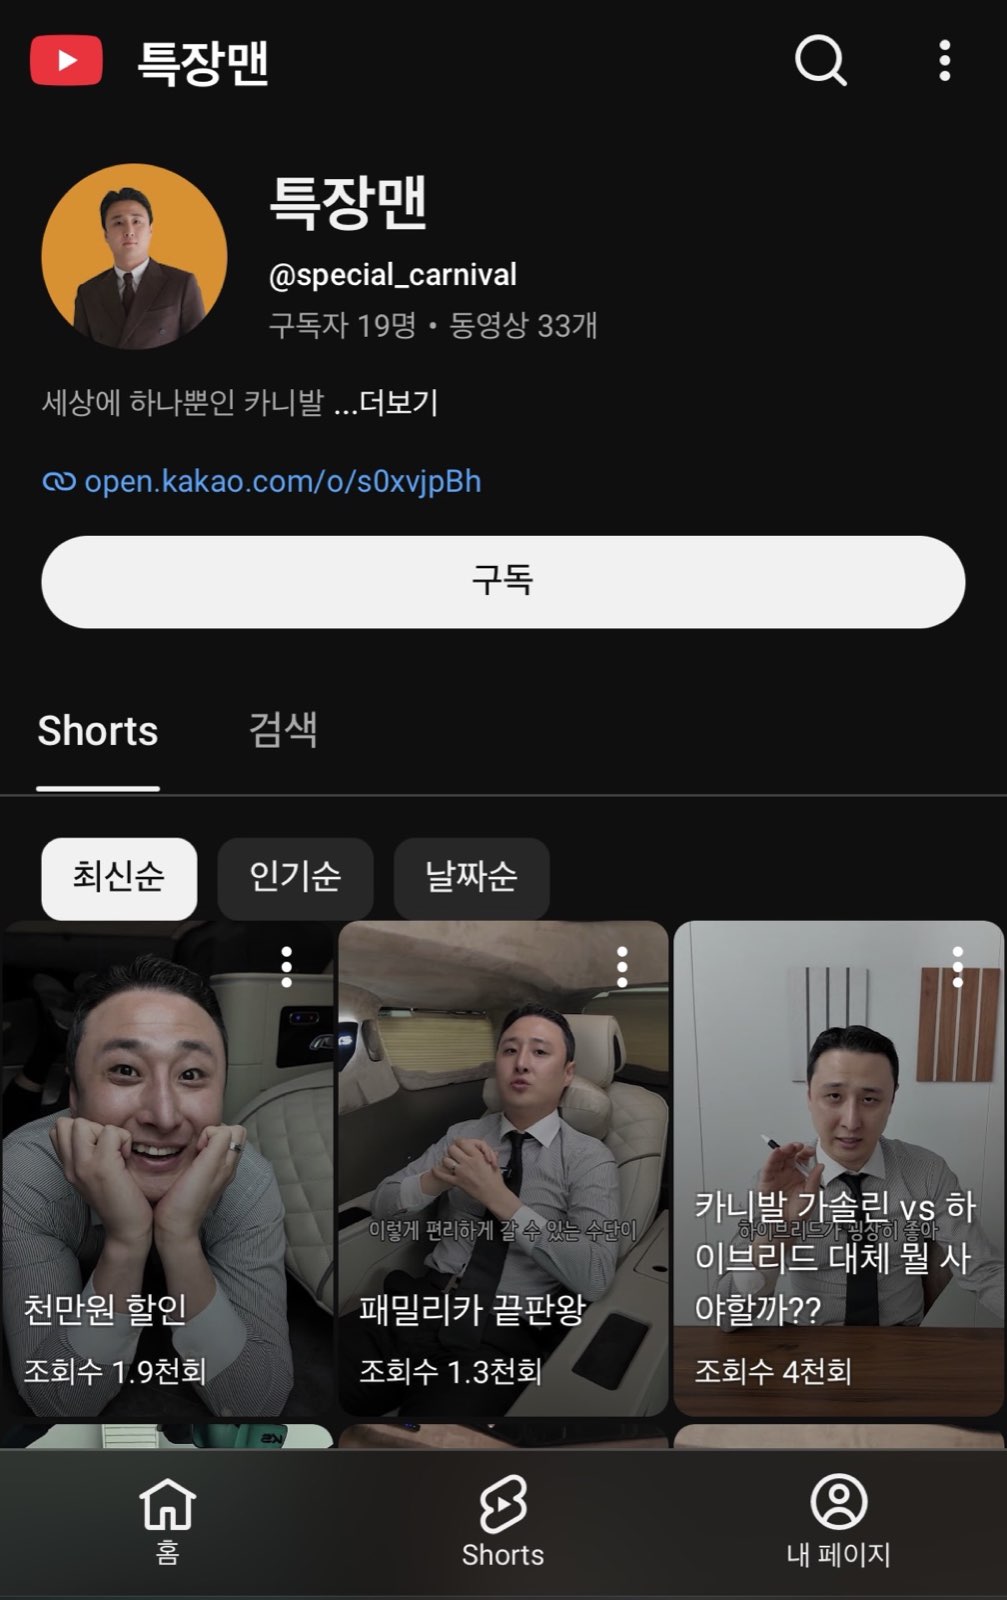 특장맨
특장맨
@special_carnival
구독자 19명 • 동영상 33개
세상에 하나뿐인 카니발 ...더보기
open.kakao.com/o/s0xvjpBh
구독
Shorts 검색
최신순 인기순 날짜순
천만원 할인
조회수 1.9천회
이렇게 편리하게 갈 수 있는 수단이
패밀리카 끝판왕
조회수 1.3천회
카니발 가솔린 vs 하
하이브리드가 굉장히 좋아
이브리드 대체 뭘 사
야할까??
조회수 4천회
홈 Shorts 내 페이지